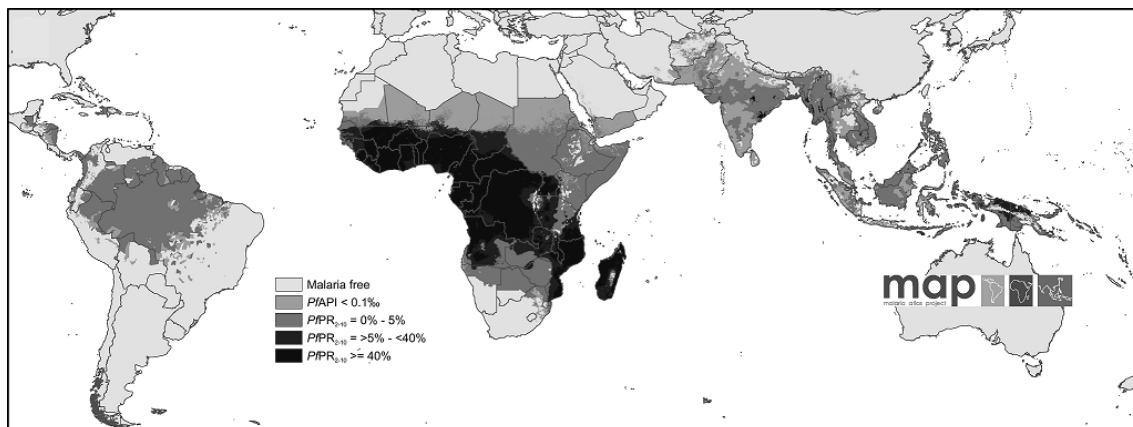 Malaria free
PfAPI < 0.1‰
PfPR₂₋₁₀ = 0% - 5%
PfPR₂₋₁₀ = >5% - <40%
PfPR₂₋₁₀ >= 40%
map
malaria atlas project